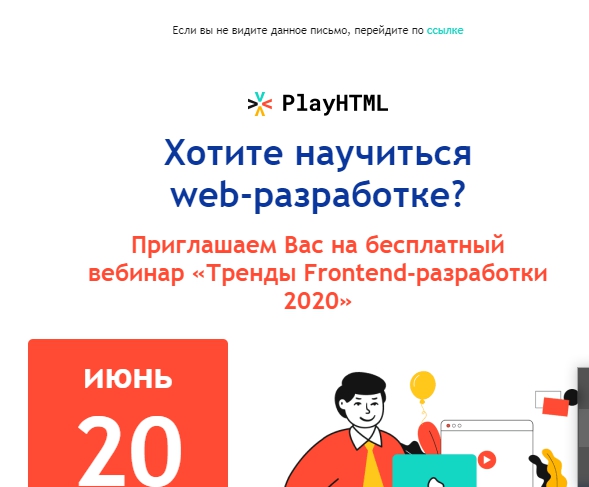 Если вы не видите данное письмо, перейдите по ссылке
PlayHTML
Хотите научиться
web-разработке?
Приглашаем Вас на бесплатный
вебинар «Тренды Frontend-разработки
2020»
июнь
20